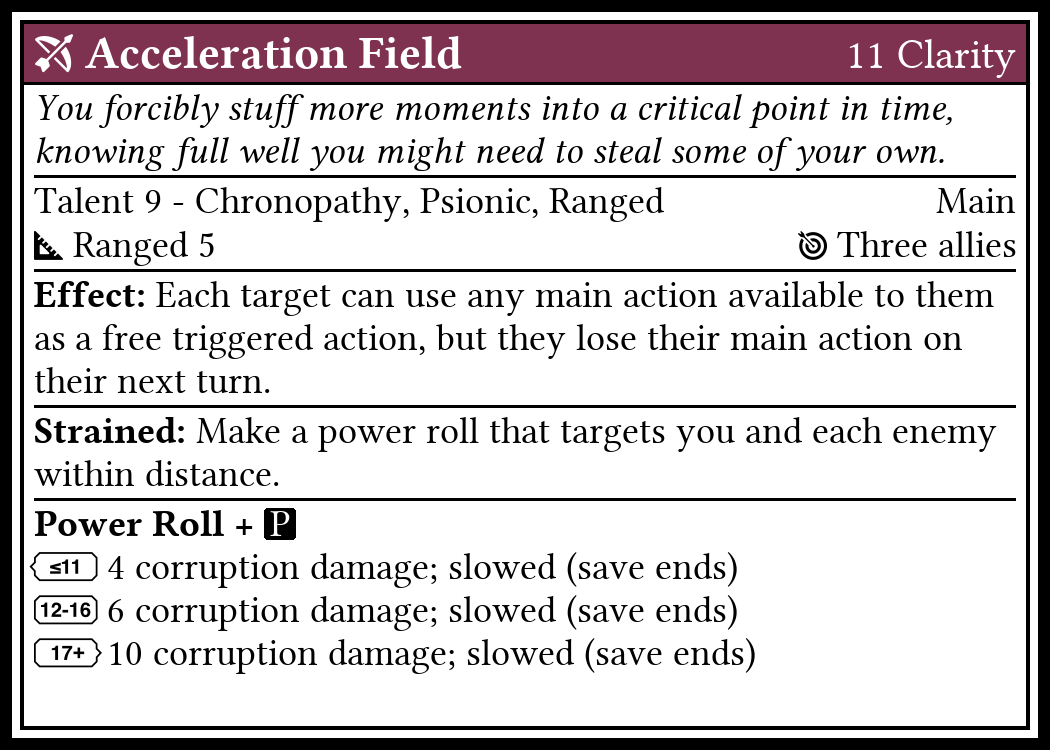 Acceleration Field 11 Clarity
You forcibly stuff more moments into a critical point in time,
knowing full well you might need to steal some of your own.
Talent 9 - Chronopathy, Psionic, Ranged Main
Ranged 5 Three allies
Effect: Each target can use any main action available to them
as a free triggered action, but they lose their main action on
their next turn.
Strained: Make a power roll that targets you and each enemy
within distance.
Power Roll + P
≤11 4 corruption damage; slowed (save ends)
12-16 6 corruption damage; slowed (save ends)
17+ 10 corruption damage; slowed (save ends)